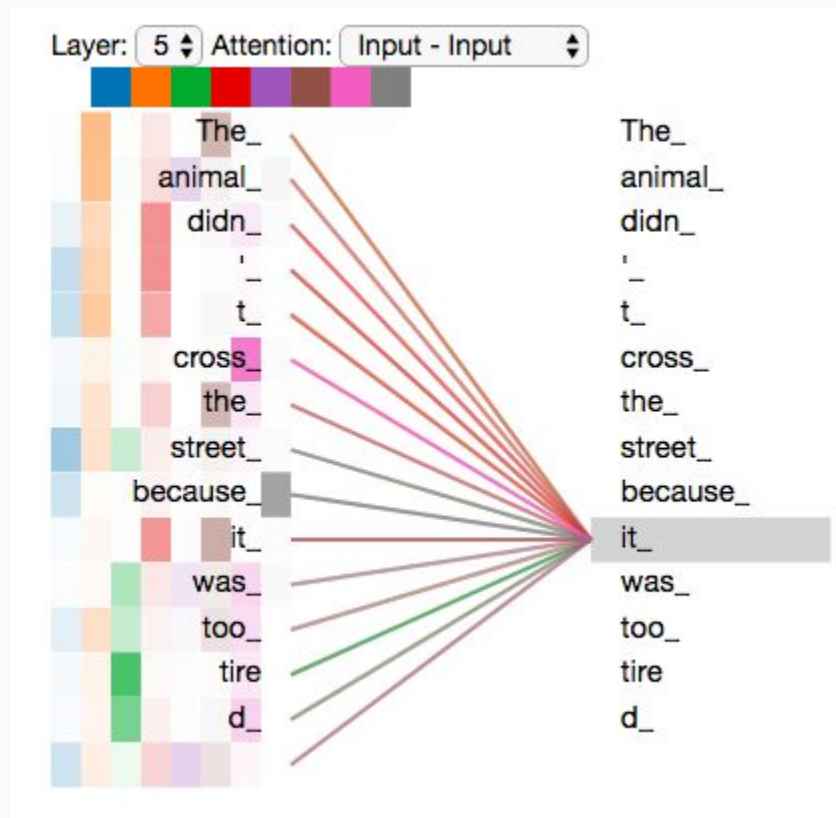 Layer: 5 Attention: Input - Input
The_ The_
animal_ animal_
didn_ didn_
'_ '_
t_ t_
cross_ cross_
the_ the_
street_ street_
because_ because_
it_ it_
was_ was_
too_ too_
tire tire
d_ d_